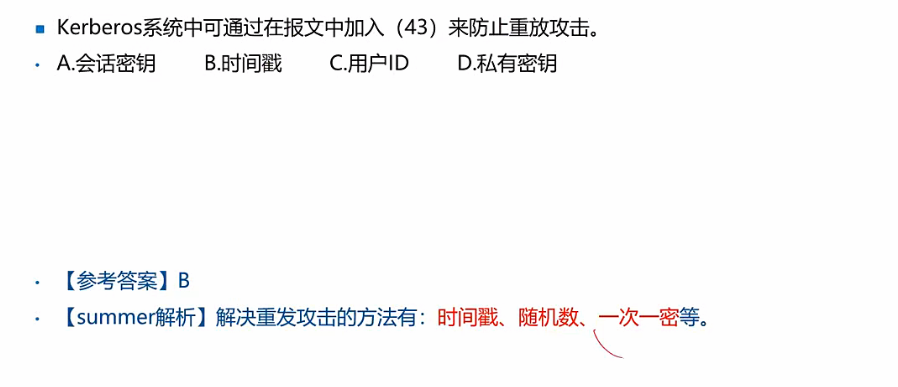 Kerberos系统中可通过在报文中加入（43）来防止重放攻击。
A.会话密钥 B.时间戳 C.用户ID D.私有密钥
【参考答案】B
【summer解析】解决重发攻击的方法有：时间戳、随机数、一次一密等。